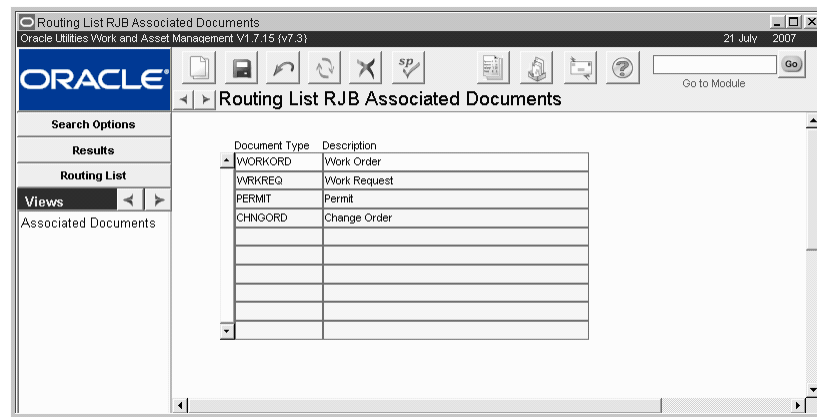 Routing List RJB Associated Documents
Oracle Utilities Work and Asset Management V1.7.15 (v7.3) 21 July 2007
ORACLE®
sp
Go
Go to Module
Routing List RJB Associated Documents
Search Options
Results
Routing List
Views
Associated Documents
Document Type Description
WORKORD Work Order
WRKREQ Work Request
PERMIT Permit
CHNGORD Change Order